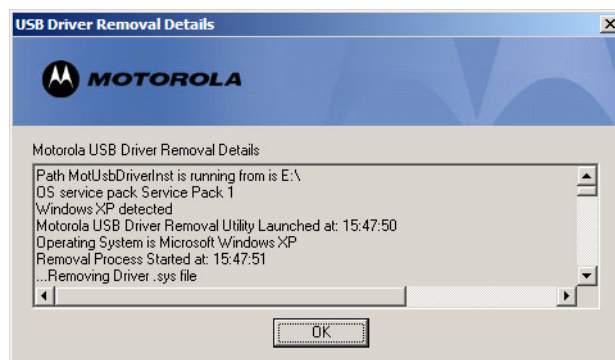 USB Driver Removal Details
MOTOROLA
Motorola USB Driver Removal Details
Path MotUsbDriverInst is running from is E:\
OS service pack Service Pack 1
Windows XP detected
Motorola USB Driver Removal Utility Launched at: 15:47:50
Operating System is Microsoft Windows XP
Removal Process Started at: 15:47:51
...Removing Driver .sys file
OK